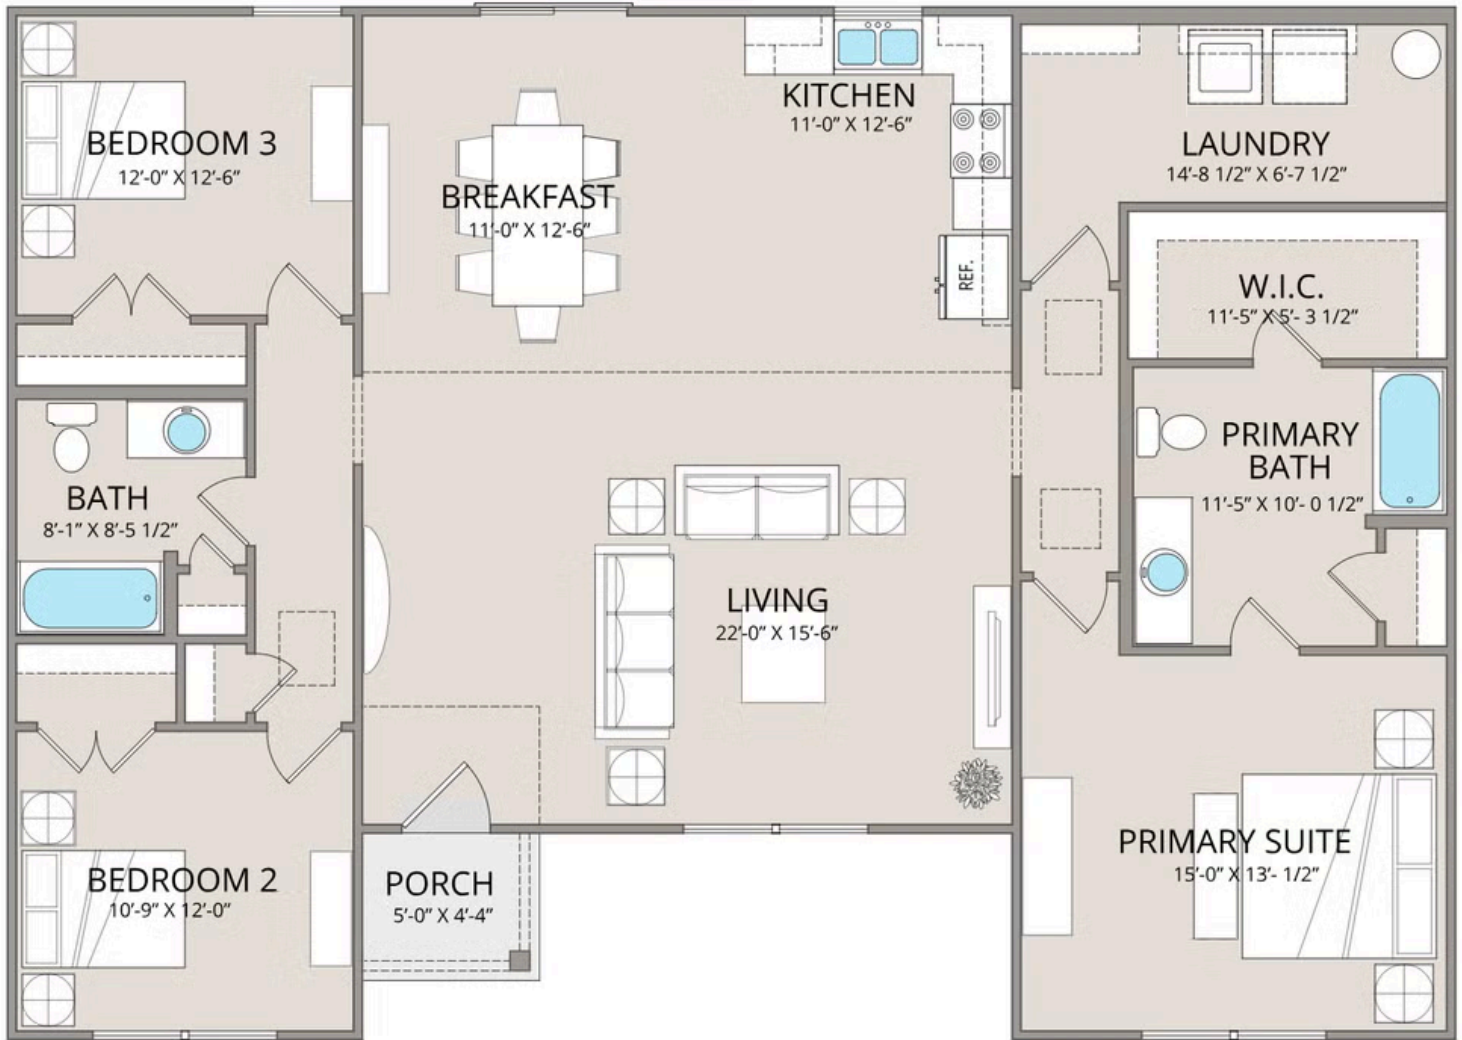 BEDROOM 3
12’-0” X 12’-6”
BREAKFAST
11’-0” X 12’-6”
KITCHEN
11’-0” X 12’-6”
REF.
LAUNDRY
14’-8 1/2” X 6’-7 1/2”
W.I.C.
11’-5” X 5’- 3 1/2”
BATH
8’-1” X 8’-5 1/2”
PRIMARY
BATH
11’-5” X 10’- 0 1/2”
LIVING
22’-0” X 15’-6”
BEDROOM 2
10’-9” X 12’-0”
PORCH
5’-0” X 4’-4”
PRIMARY SUITE
15’-0” X 13’- 1/2”